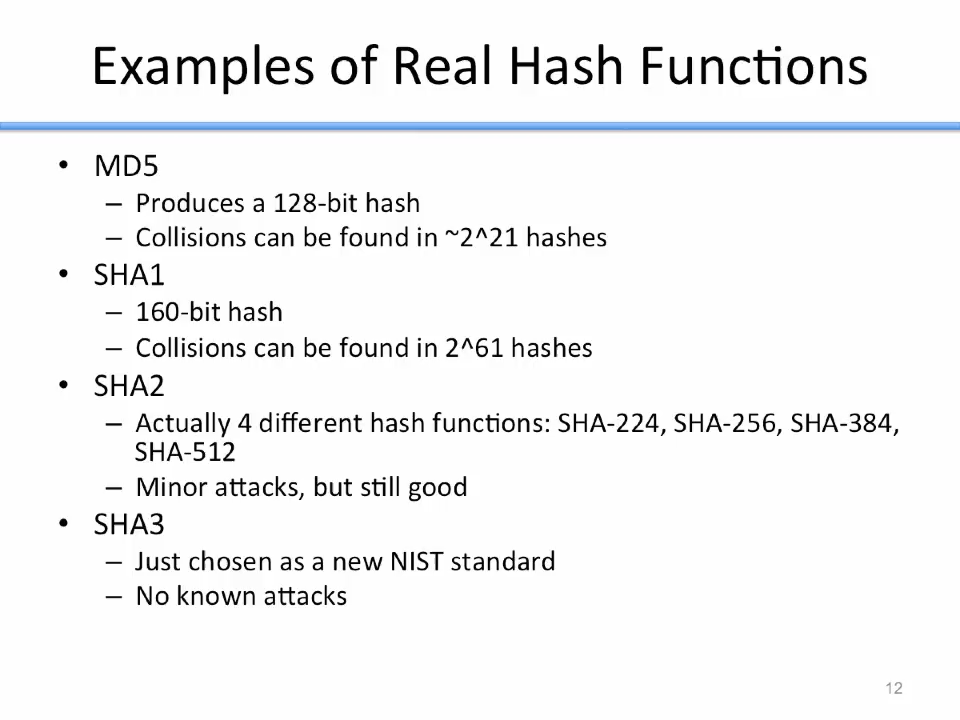 Examples of Real Hash Functions
• MD5
– Produces a 128-bit hash
– Collisions can be found in ~2^21 hashes
• SHA1
– 160-bit hash
– Collisions can be found in 2^61 hashes
• SHA2
– Actually 4 different hash functions: SHA-224, SHA-256, SHA-384,
SHA-512
– Minor attacks, but still good
• SHA3
– Just chosen as a new NIST standard
– No known attacks
12